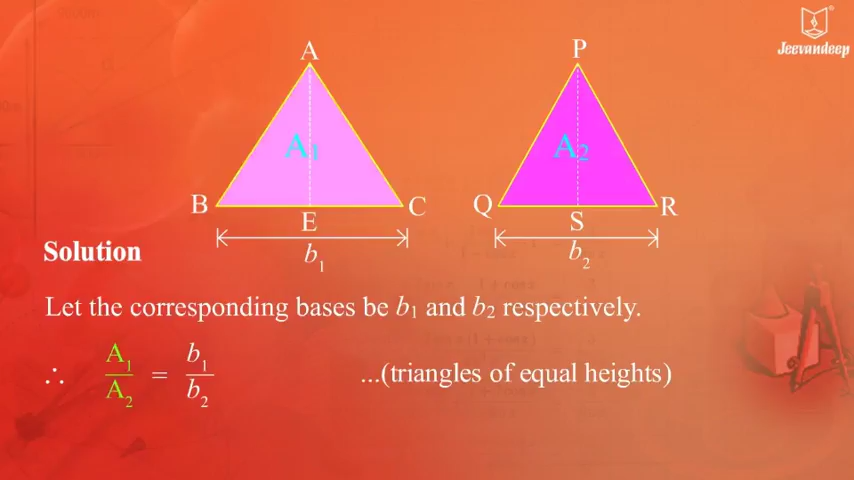 Jeevandeep
A P
A1 A2
B C Q R
E S
b1 b2
Solution
Let the corresponding bases be b1 and b2 respectively.
∴ A1/A2 = b1/b2 ...(triangles of equal heights)